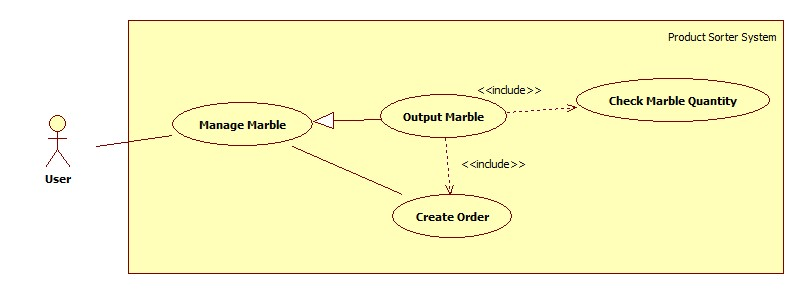 Product Sorter System
<<include>>
Check Marble Quantity
Manage Marble
Output Marble
<<include>>
User
Create Order